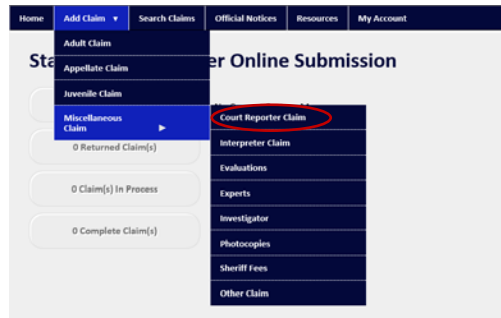 Home Add Claim ▼ Search Claims Official Notices Resources My Account
Adult Claim
Sta er Online Submission
Appellate Claim
Juvenile Claim
Miscellaneous
Claim ►
Court Reporter Claim
0 Returned Claim(s)
Interpreter Claim
Evaluations
0 Claim(s) In Process
Experts
Investigator
0 Complete Claim(s)
Photocopies
Sheriff Fees
Other Claim